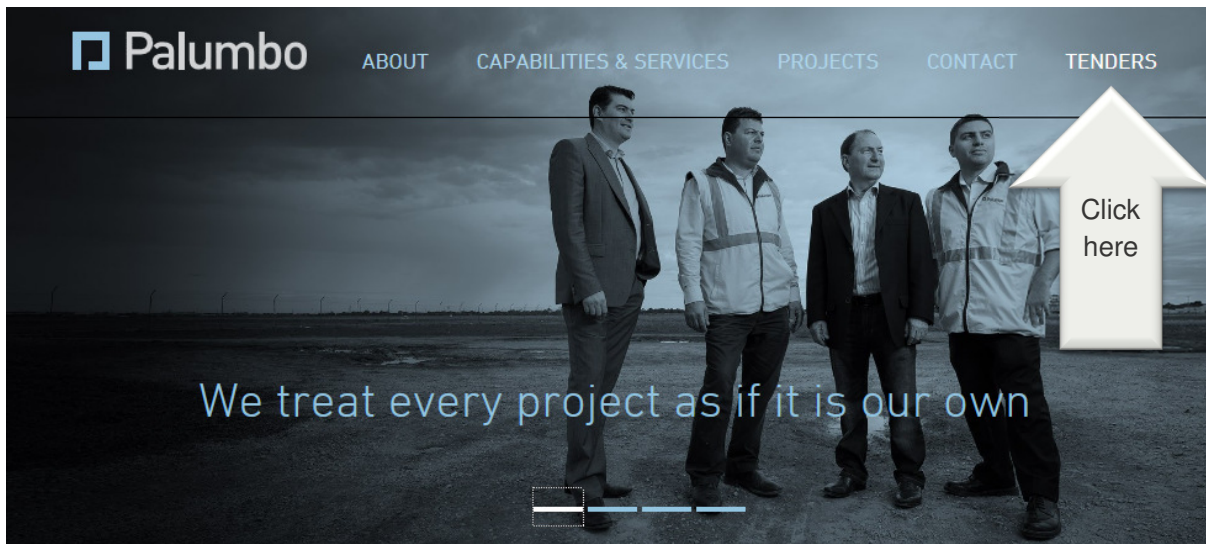 Palumbo
ABOUT
CAPABILITIES & SERVICES
PROJECTS
CONTACT
TENDERS
Click
here
We treat every project as if it is our own